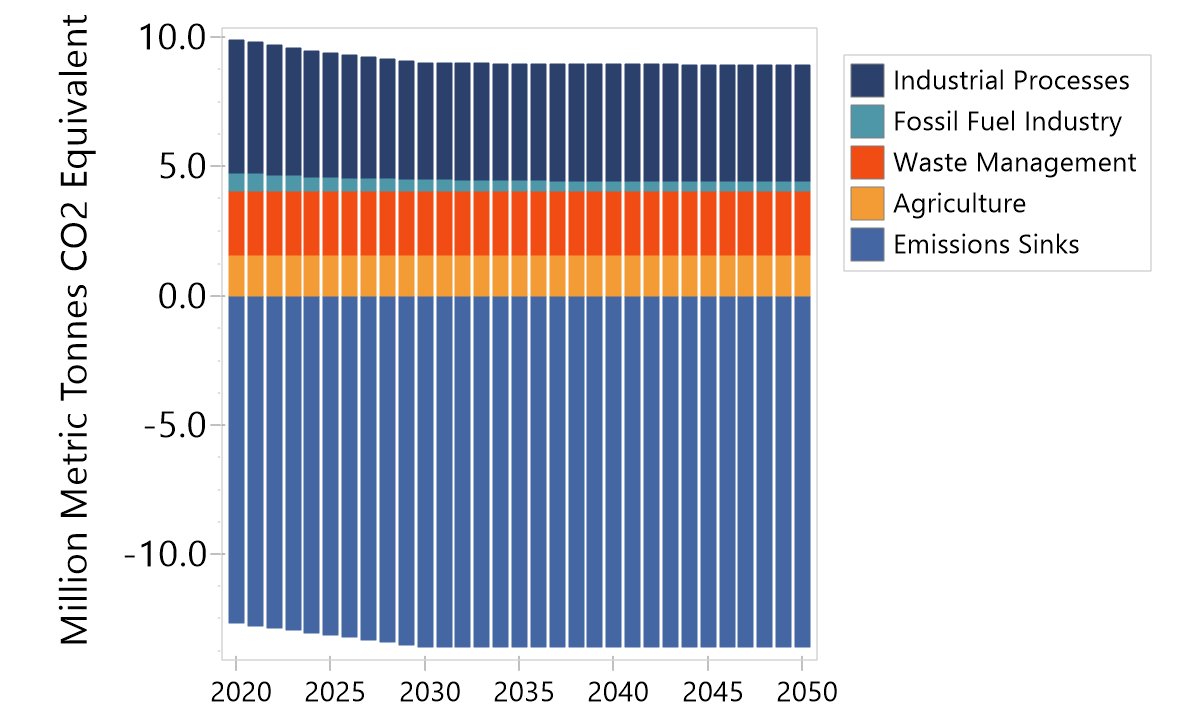 Million Metric Tonnes CO2 Equivalent
10.0
5.0
0.0
-5.0
-10.0
2020 2025 2030 2035 2040 2045 2050
Industrial Processes
Fossil Fuel Industry
Waste Management
Agriculture
Emissions Sinks